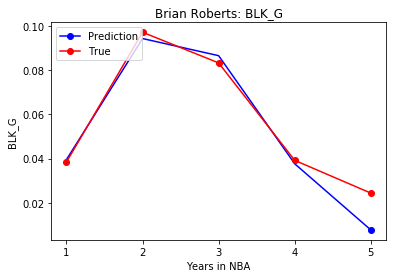 Brian Roberts: BLK_G
Prediction
True
0.10
0.08
0.06
0.04
0.02
BLK_G
1 2 3 4 5
Years in NBA